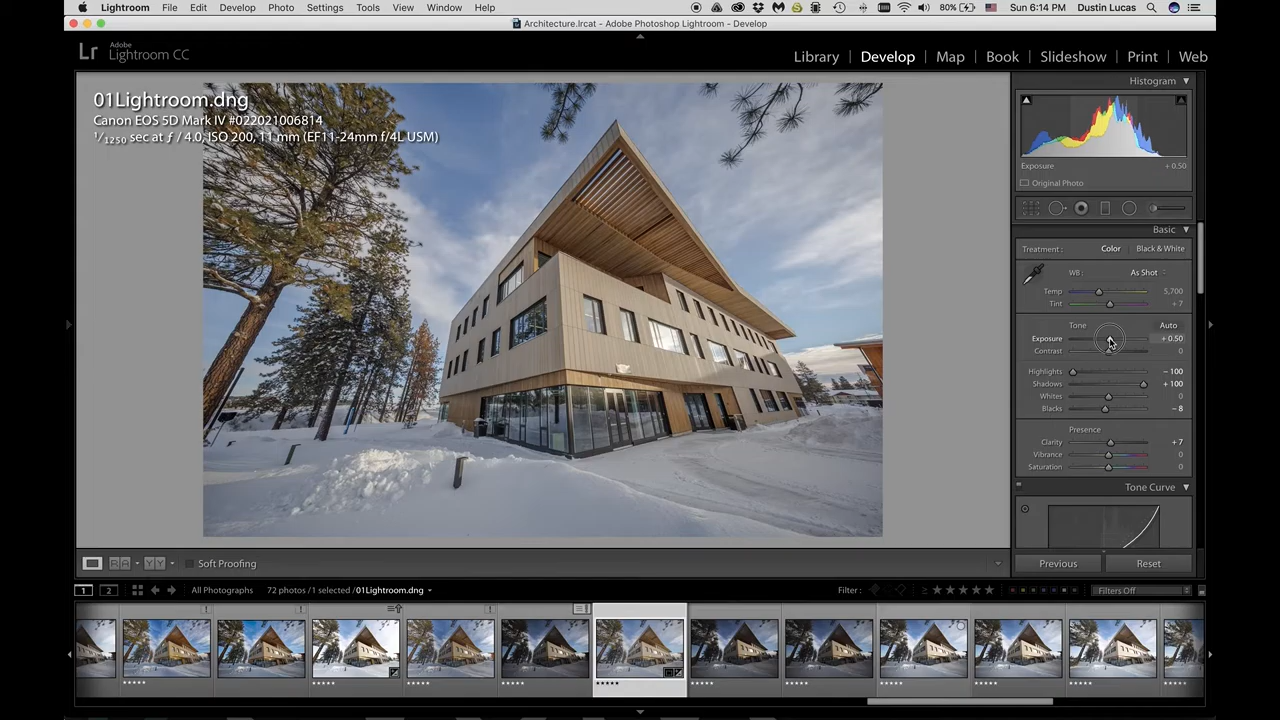 Lightroom File Edit Develop Photo Settings Tools View Window Help 80% Sun 6:14 PM Dustin Lucas
Architecture.lrcat - Adobe Photoshop Lightroom - Develop
Lr Adobe
Lightroom CC
Library | Develop | Map | Book | Slideshow | Print | Web
Histogram
01Lightroom.dng
Canon EOS 5D Mark IV #022021006814
1/1250 sec at ƒ / 4.0, ISO 200, 11 mm (EF11-24mm f/4L USM)
Exposure +0.50
Original Photo
Basic
Treatment : Color Black & White
WB : As Shot
Temp 5,700
Tint +7
Tone Auto
Exposure +0.50
Contrast 0
Highlights −100
Shadows +100
Whites 0
Blacks −8
Presence
Clarity +7
Vibrance 0
Saturation 0
Tone Curve
RA YY Soft Proofing
Previous Reset
1 2 All Photographs 72 photos /1 selected /01Lightroom.dng Filter : Filters Off